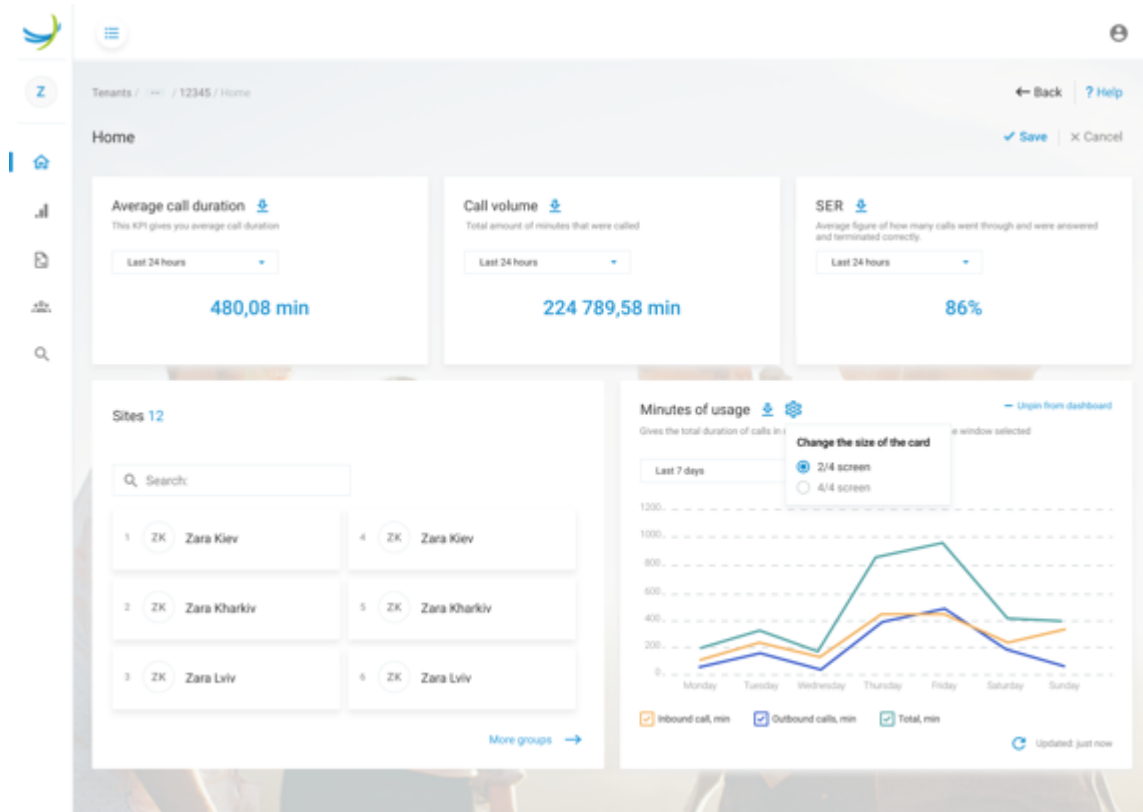 Z
Tenants / ··· / 12345 / Home
← Back
? Help
Home
Save
Cancel
Average call duration
This KPI gives you average call duration
Last 24 hours
480,08 min
Call volume
Total amount of minutes that were called
Last 24 hours
224 789,58 min
SER
Average figure of how many calls went through and were answered
and terminated correctly.
Last 24 hours
86%
Sites 12
Search:
1 ZK Zara Kiev
4 ZK Zara Kiev
2 ZK Zara Kharkiv
5 ZK Zara Kharkiv
3 ZK Zara Lviv
6 ZK Zara Lviv
More groups →
Minutes of usage
– Unpin from dashboard
Gives the total duration of calls in
window selected
Change the size of the card
2/4 screen
4/4 screen
Last 7 days
1200
1000
800
600
400
200
0
Monday Tuesday Wednesday Thursday Friday Saturday Sunday
Inbound call, min
Outbound calls, min
Total, min
Updated: just now